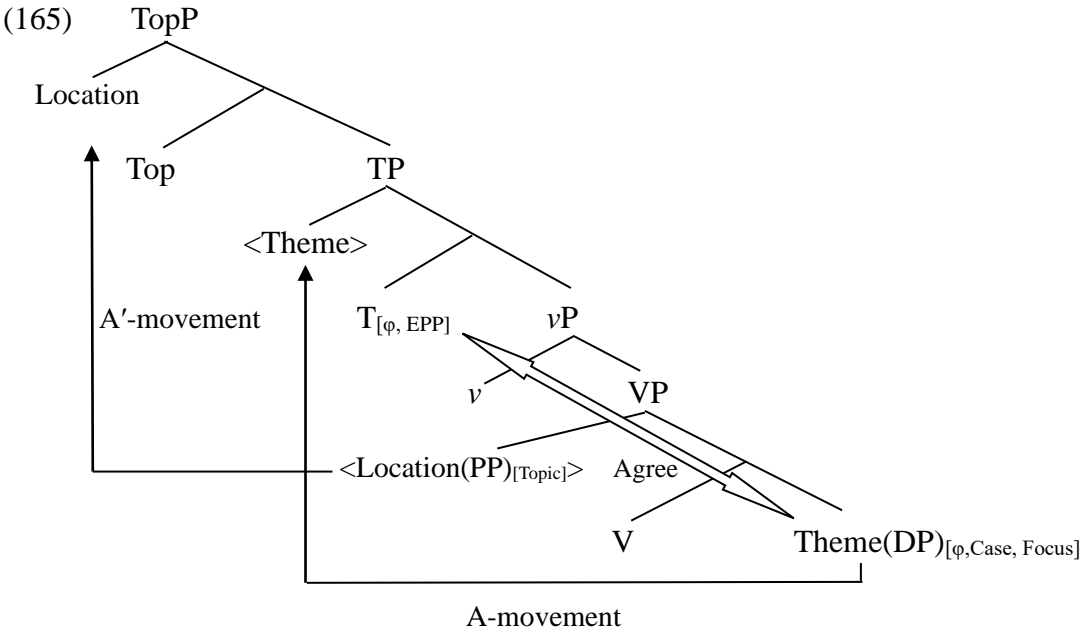 (165) TopP
Location
Top TP
<Theme>
A′-movement T[φ, EPP] vP
v VP
<Location(PP)[Topic]> Agree
V Theme(DP)[φ,Case, Focus]
A-movement